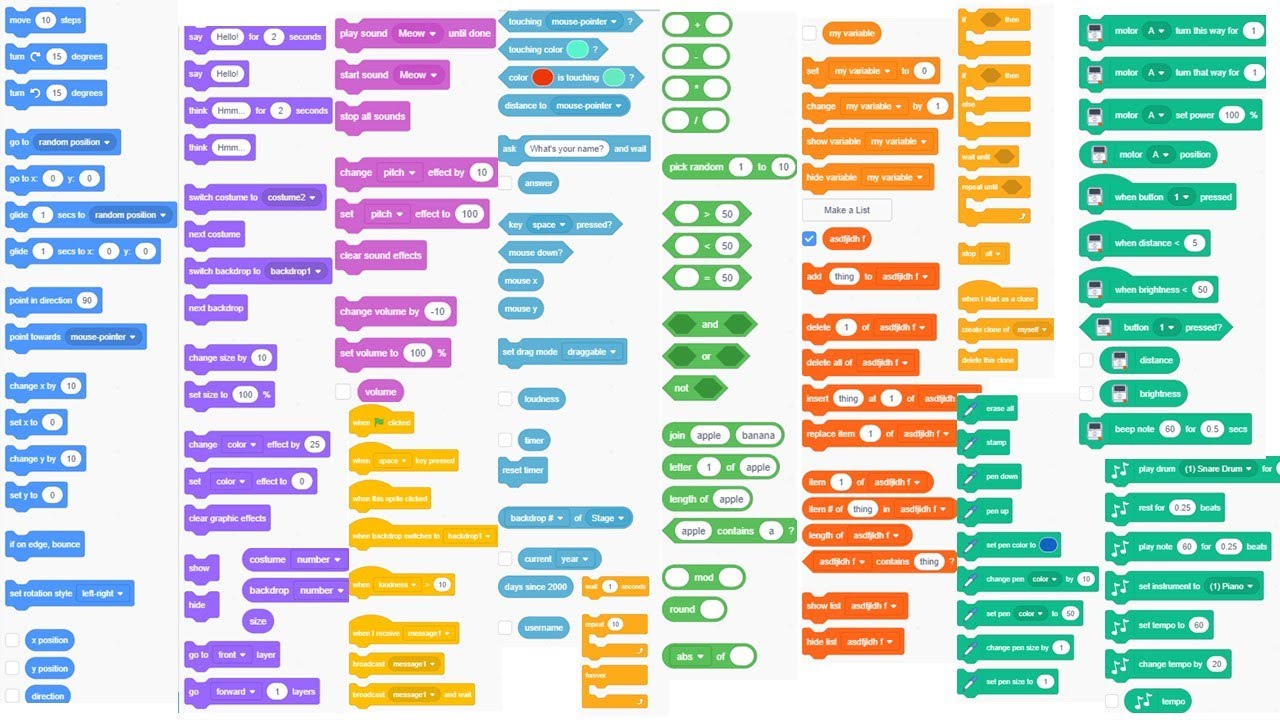 move 10 steps
turn 15 degrees
turn 15 degrees
go to random position
go to x: 0 y: 0
glide 1 secs to random position
glide 1 secs to x: 0 y: 0
point in direction 90
point towards mouse-pointer
change x by 10
set x to 0
change y by 10
set y to 0
if on edge, bounce
set rotation style left-right
x position
y position
direction
say Hello! for 2 seconds
say Hello!
think Hmm... for 2 seconds
think Hmm...
switch costume to costume2
next costume
switch backdrop to backdrop1
next backdrop
change size by 10
set size to 100 %
change color effect by 25
set color effect to 0
clear graphic effects
show
hide
costume number
backdrop number
size
go to front layer
go forward 1 layers
play sound Meow until done
start sound Meow
stop all sounds
change pitch effect by 10
set pitch effect to 100
clear sound effects
change volume by -10
set volume to 100 %
volume
when clicked
when space key pressed
when this sprite clicked
when backdrop switches to backdrop1
when loudness > 10
when I receive message1
broadcast message1
broadcast message1 and wait
touching mouse-pointer ?
touching color ?
color is touching ?
distance to mouse-pointer
ask What's your name? and wait
answer
key space pressed?
mouse down?
mouse x
mouse y
set drag mode draggable
loudness
timer
reset timer
backdrop # of Stage
current year
days since 2000
username
wait 1 seconds
repeat 10
forever
+
-
*
/
pick random 1 to 10
> 50
< 50
= 50
and
or
not
join apple banana
letter 1 of apple
length of apple
apple contains a ?
mod
round
abs of
my variable
set my variable to 0
change my variable by 1
show variable my variable
hide variable my variable
Make a List
asdfjidh f
add thing to asdfjidh f
delete 1 of asdfjidh f
delete all of asdfjidh f
insert thing at 1 of asdfjidh
replace item 1 of asdfjidh f
item 1 of asdfjidh f
item # of thing in asdfjidh f
length of asdfjidh f
asdfjidh f contains thing ?
show list asdfjidh f
hide list asdfjidh f
if then
if then
else
wait until
repeat until
stop all
when I start as a clone
create clone of myself
delete this clone
erase all
stamp
pen down
pen up
set pen color to
change pen color by 10
set pen color to 50
change pen size by 1
set pen size to 1
motor A turn this way for 1
motor A turn that way for 1
motor A set power 100 %
motor A position
when button 1 pressed
when distance < 5
when brightness < 50
button 1 pressed?
distance
brightness
beep note 60 for 0.5 secs
play drum (1) Snare Drum for
rest for 0.25 beats
play note 60 for 0.25 beats
set instrument to (1) Piano
set tempo to 60
change tempo by 20
tempo